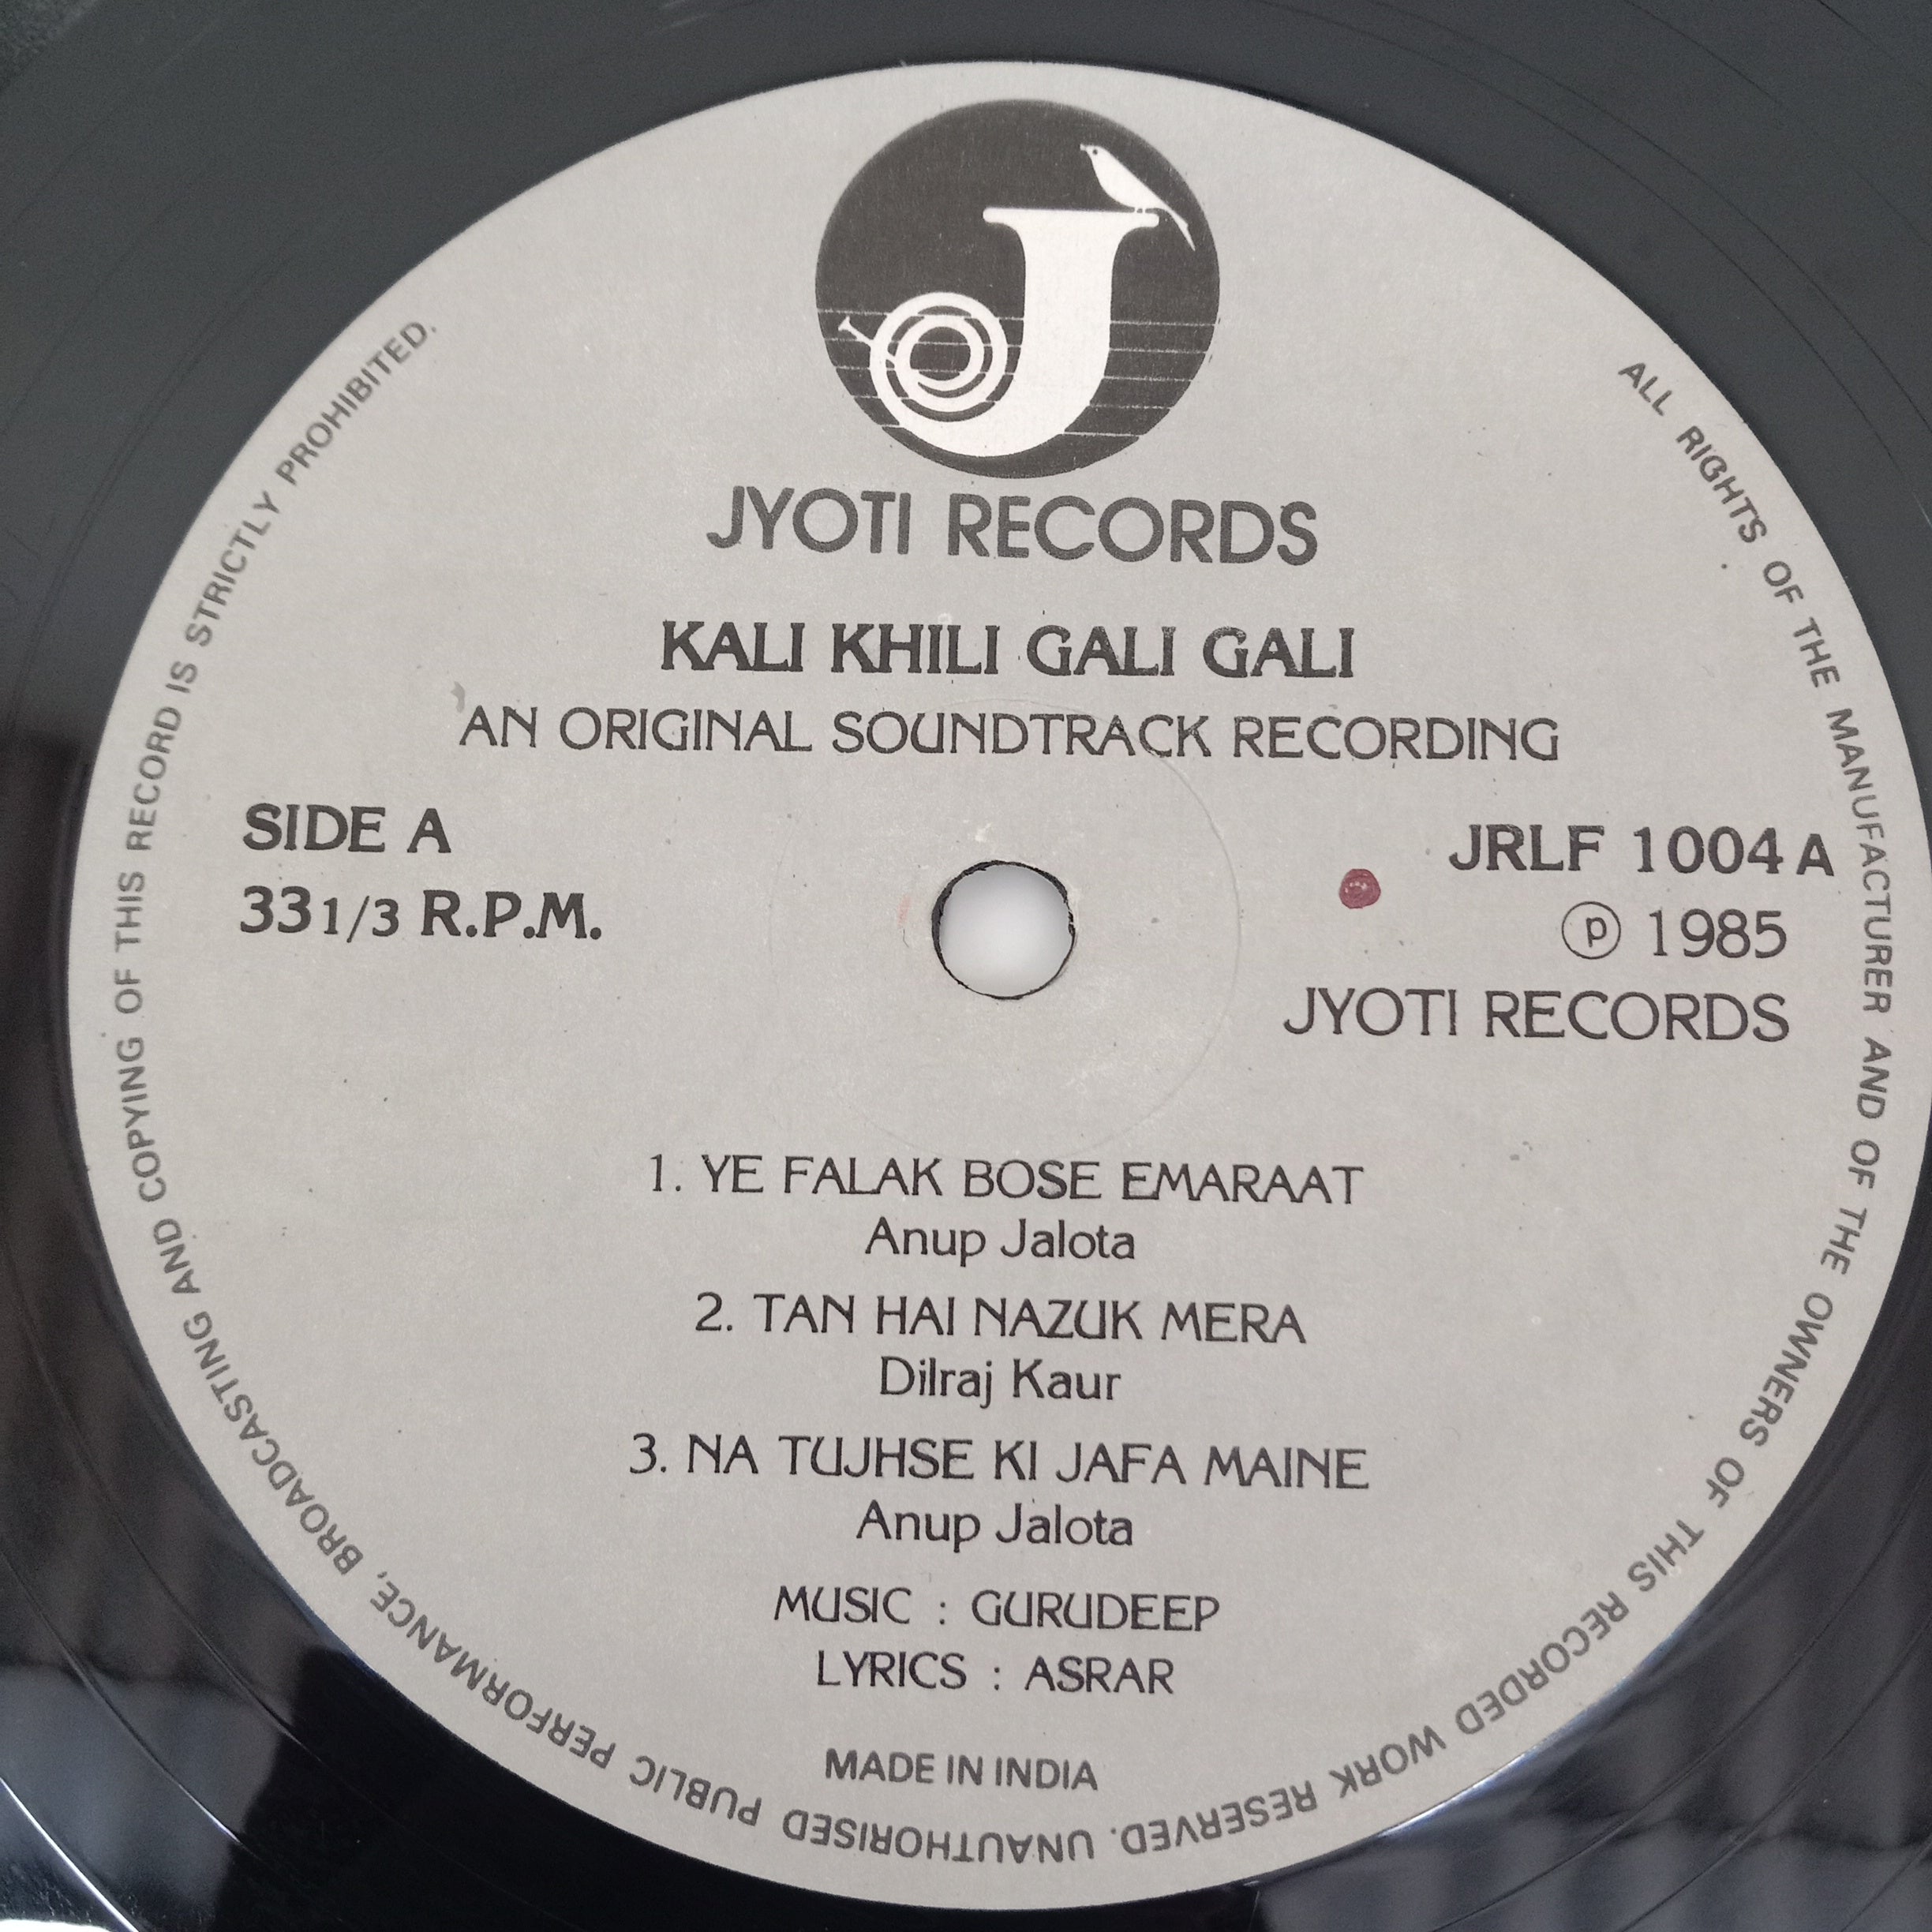 J
JYOTI RECORDS
KALI KHILI GALI GALI
AN ORIGINAL SOUNDTRACK RECORDING
SIDE A
33 1/3 R.P.M.
JRLF 1004 A
℗ 1985
JYOTI RECORDS
1. YE FALAK BOSE EMARAAT
Anup Jalota
2. TAN HAI NAZUK MERA
Dilraj Kaur
3. NA TUJHSE KI JAFA MAINE
Anup Jalota
MUSIC : GURUDEEP
LYRICS : ASRAR
MADE IN INDIA
ALL RIGHTS OF THE MANUFACTURER AND OF THE OWNERS OF THIS RECORDED WORK RESERVED. UNAUTHORISED PUBLIC PERFORMANCE, BROADCASTING AND COPYING OF THIS RECORD IS STRICTLY PROHIBITED.